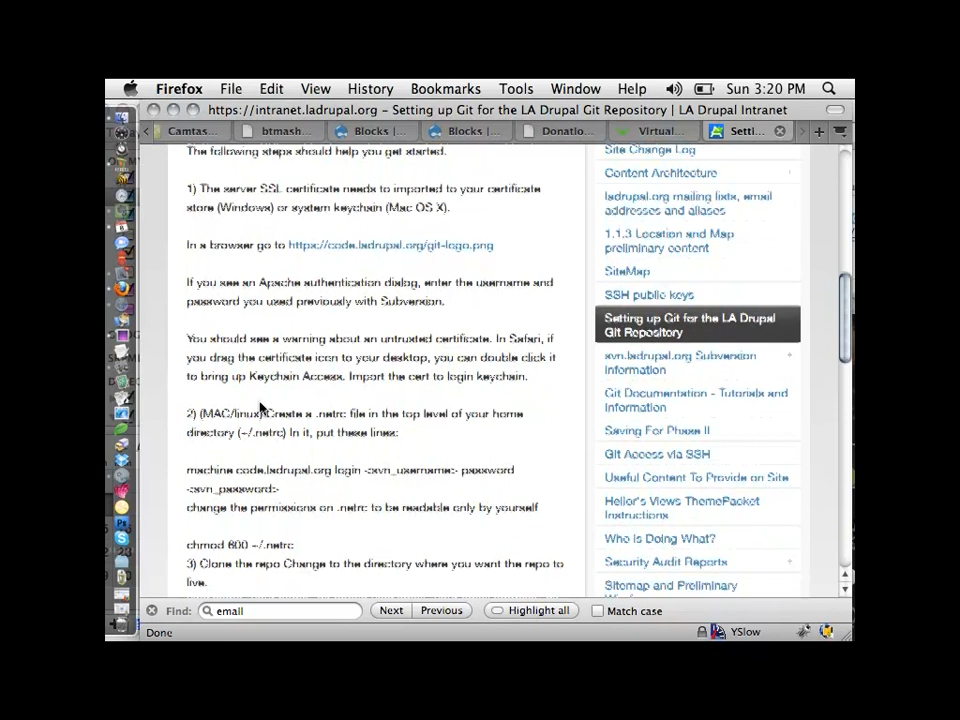 Firefox File Edit View History Bookmarks Tools Window Help Sun 3:20 PM
https://intranet.ladrupal.org – Setting up Git for the LA Drupal Git Repository | LA Drupal Intranet
Camtas... btmash... Blocks |... Blocks |... Donatio... Virtual... Setti...
The following steps should help you get started.
1) The server SSL certificate needs to imported to your certificate
store (Windows) or system keychain (Mac OS X).
In a browser go to https://code.ladrupal.org/git-logo.png
If you see an Apache authentication dialog, enter the username and
password you used previously with Subversion.
You should see a warning about an untrusted certificate. In Safari, if
you drag the certificate icon to your desktop, you can double click it
to bring up Keychain Access. Import the cert to login keychain.
2) (MAC/linux) Create a .netrc file in the top level of your home
directory (~/.netrc) In it, put these lines:
machine code.ladrupal.org login <svn_username> password
<svn_password>
change the permissions on .netrc to be readable only by yourself
chmod 600 ~/.netrc
3) Clone the repo Change to the directory where you want the repo to
live.
Site Change Log
Content Architecture
ladrupal.org mailing lists, email
addresses and aliases
1.1.3 Location and Map
preliminary content
SiteMap
SSH public keys
Setting up Git for the LA Drupal
Git Repository
svn.ladrupal.org Subversion
Information
Git Documentation - Tutorials and
Information
Saving For Phase II
Git Access via SSH
Useful Content To Provide on Site
Helior's Views ThemePacket
Instructions
Who Is Doing What?
Security Audit Reports
Sitemap and Preliminary
Find: email Next Previous Highlight all Match case
Done YSlow